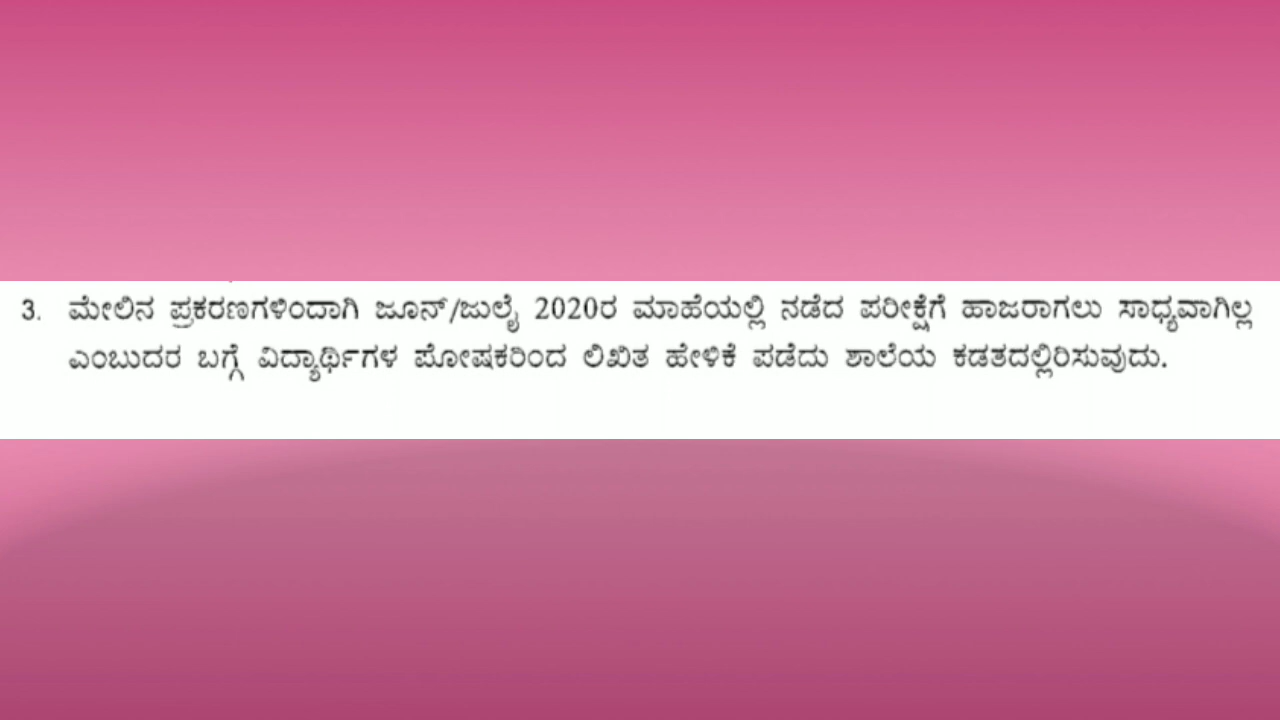 3. ಮೇಲಿನ ಪ್ರಕರಣಗಳಿಂದಾಗಿ ಜೂನ್/ಜುಲೈ 2020ರ ಮಾಹೆಯಲ್ಲಿ ನಡೆದ ಪರೀಕ್ಷೆಗೆ ಹಾಜರಾಗಲು ಸಾಧ್ಯವಾಗಿಲ್ಲ
ಎಂಬುದರ ಬಗ್ಗೆ ವಿದ್ಯಾರ್ಥಿಗಳ ಪೋಷಕರಿಂದ ಲಿಖಿತ ಹೇಳಿಕೆ ಪಡೆದು ಶಾಲೆಯ ಕಡತದಲ್ಲಿರಿಸುವುದು.